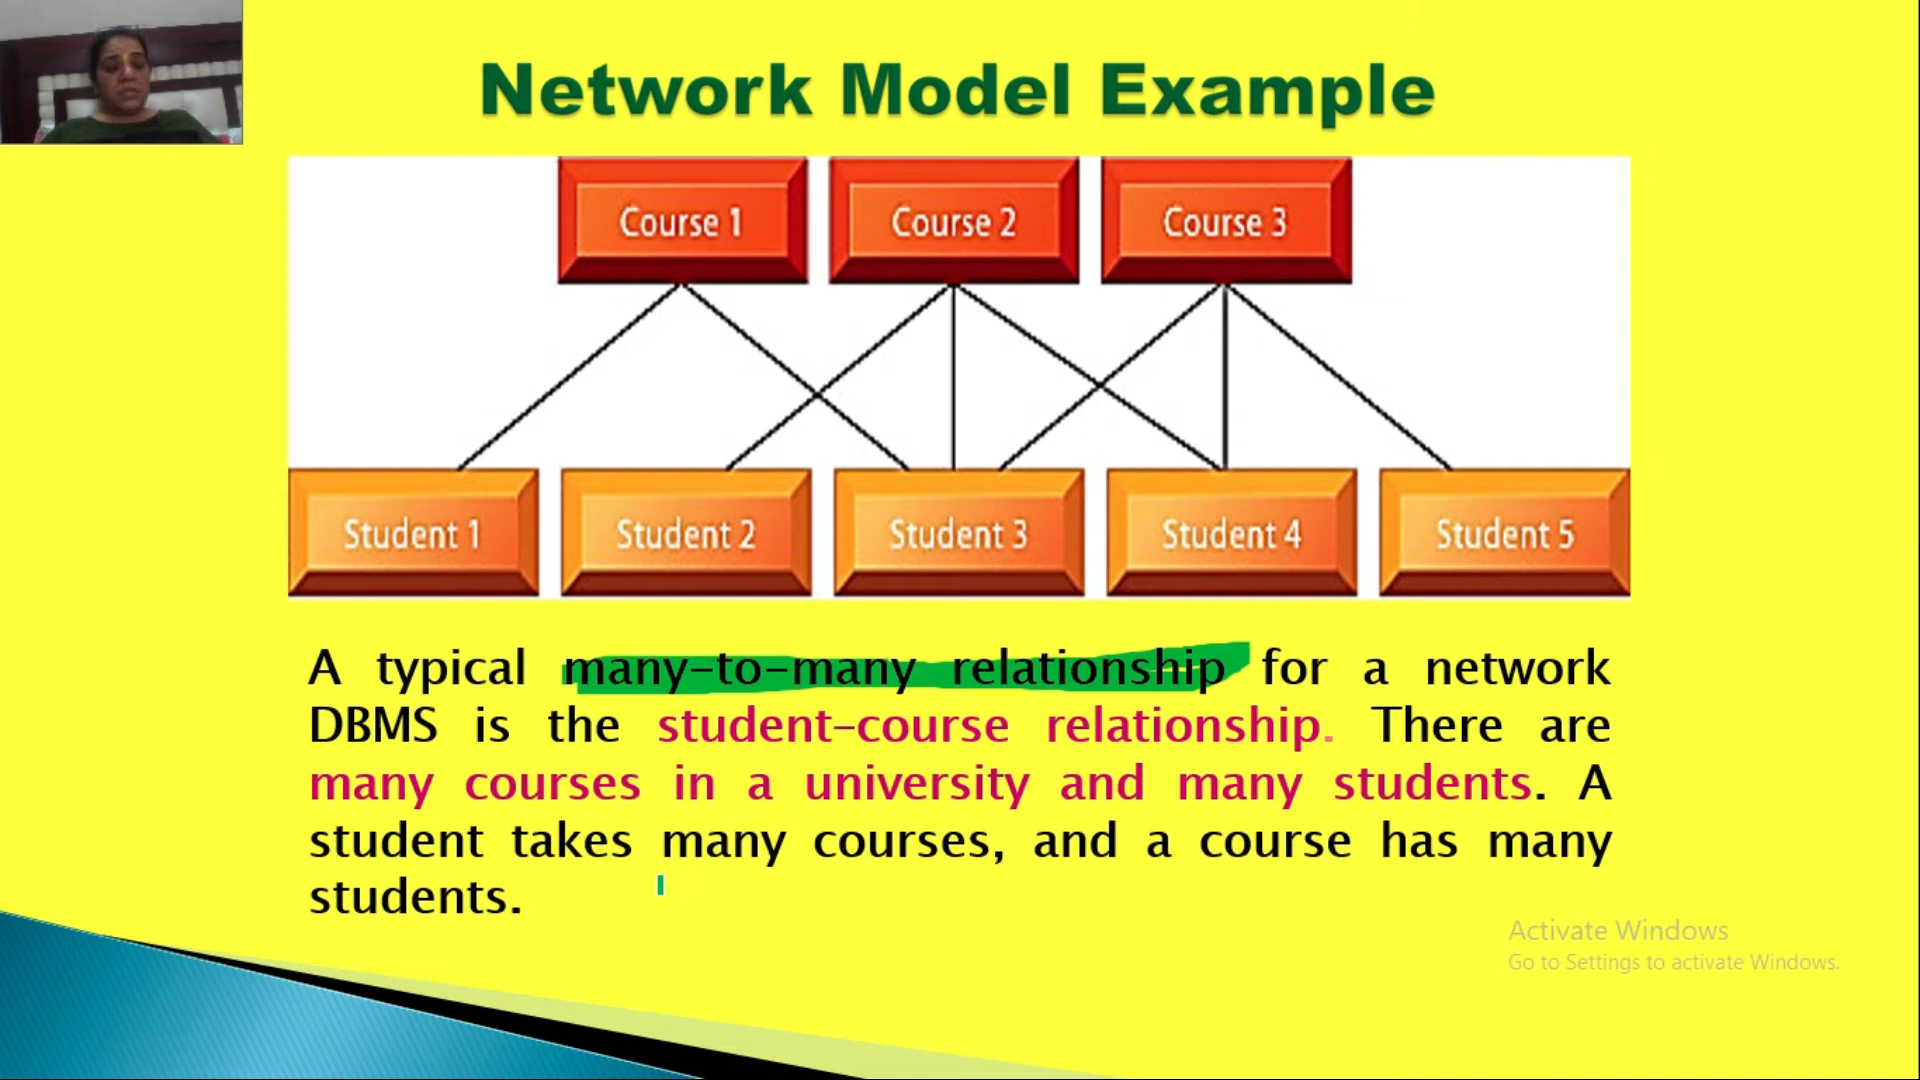 Network Model Example
Course 1
Course 2
Course 3
Student 1
Student 2
Student 3
Student 4
Student 5
A typical many-to-many relationship for a network
DBMS is the student-course relationship. There are
many courses in a university and many students. A
student takes many courses, and a course has many
students.
Activate Windows
Go to Settings to activate Windows.